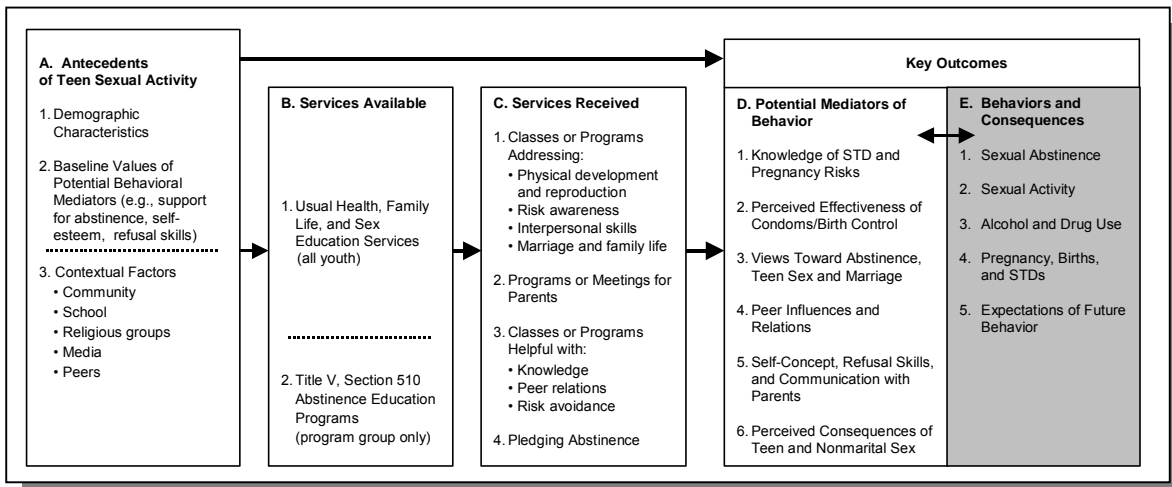 A. Antecedents
of Teen Sexual Activity
1. Demographic
Characteristics
2. Baseline Values of
Potential Behavioral
Mediators (e.g., support
for abstinence, self-
esteem, refusal skills)
3. Contextual Factors
• Community
• School
• Religious groups
• Media
• Peers
B. Services Available
1. Usual Health, Family
Life, and Sex
Education Services
(all youth)
2. Title V, Section 510
Abstinence Education
Programs
(program group only)
C. Services Received
1. Classes or Programs
Addressing:
• Physical development
and reproduction
• Risk awareness
• Interpersonal skills
• Marriage and family life
2. Programs or Meetings for
Parents
3. Classes or Programs
Helpful with:
• Knowledge
• Peer relations
• Risk avoidance
4. Pledging Abstinence
Key Outcomes
D. Potential Mediators of
Behavior
1. Knowledge of STD and
Pregnancy Risks
2. Perceived Effectiveness of
Condoms/Birth Control
3. Views Toward Abstinence,
Teen Sex and Marriage
4. Peer Influences and
Relations
5. Self-Concept, Refusal Skills,
and Communication with
Parents
6. Perceived Consequences of
Teen and Nonmarital Sex
E. Behaviors and
Consequences
1. Sexual Abstinence
2. Sexual Activity
3. Alcohol and Drug Use
4. Pregnancy, Births,
and STDs
5. Expectations of Future
Behavior